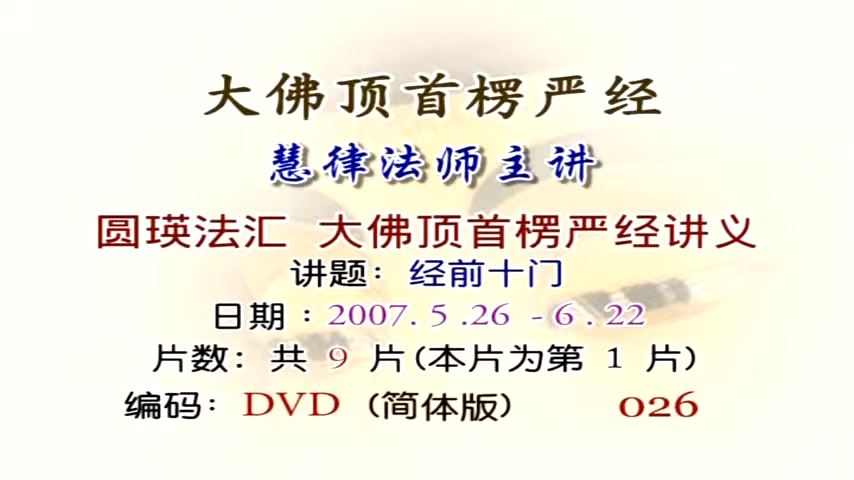 大佛顶首楞严经
慧律法师主讲
圆瑛法汇 大佛顶首楞严经讲义
讲题：经前十门
日期：2007. 5 .26 - 6 . 22
片数：共 9 片(本片为第 1 片)
编码：DVD (简体版) 026